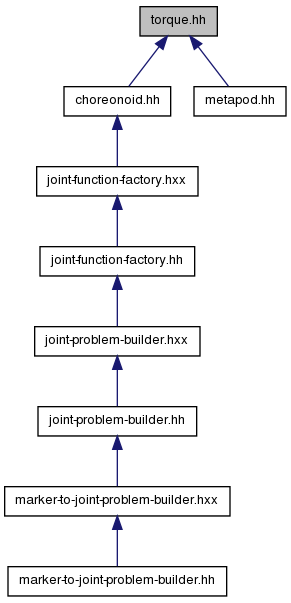 torque.hh
choreonoid.hh
metapod.hh
joint-function-factory.hxx
joint-function-factory.hh
joint-problem-builder.hxx
joint-problem-builder.hh
marker-to-joint-problem-builder.hxx
marker-to-joint-problem-builder.hh